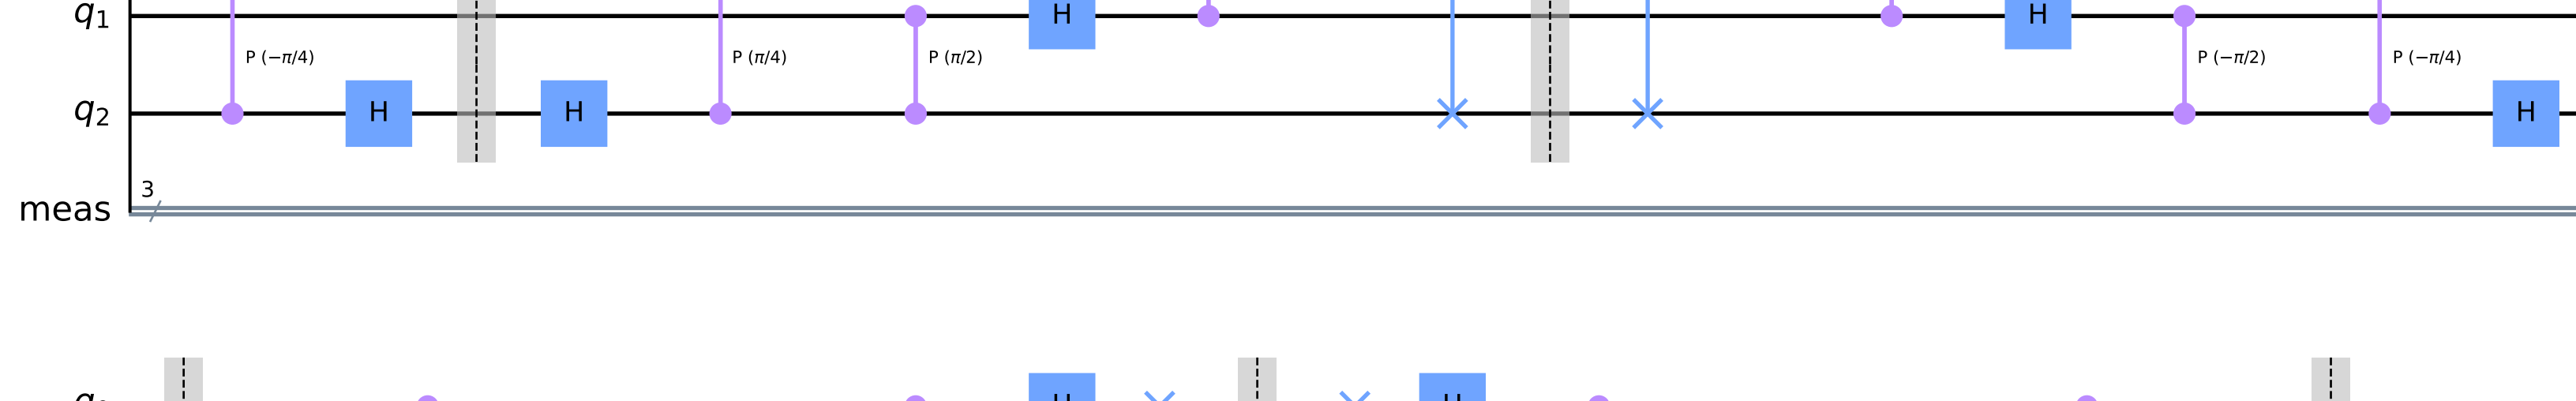 q1 H H
P (−π/4) P (π/4) P (π/2) P (−π/2) P (−π/4)
q2 H H H
3
meas
H H